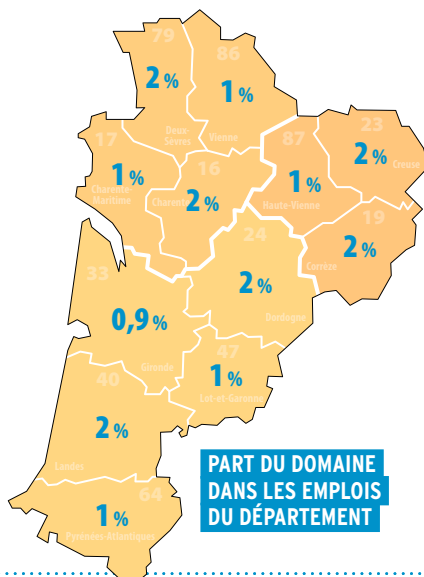 79
2 %
Deux-
Sèvres
86
1 %
Vienne
17
1 %
Charente
Maritime
16
2 %
Charente
87
1 %
Haute-Vienne
23
2 %
Creuse
19
2 %
Corrèze
24
2 %
Dordogne
33
0,9 %
Gironde
47
1 %
Lot-et-Garonne
40
2 %
Landes
64
1 %
Pyrénées-Atlantiques
PART DU DOMAINE
DANS LES EMPLOIS
DU DÉPARTEMENT